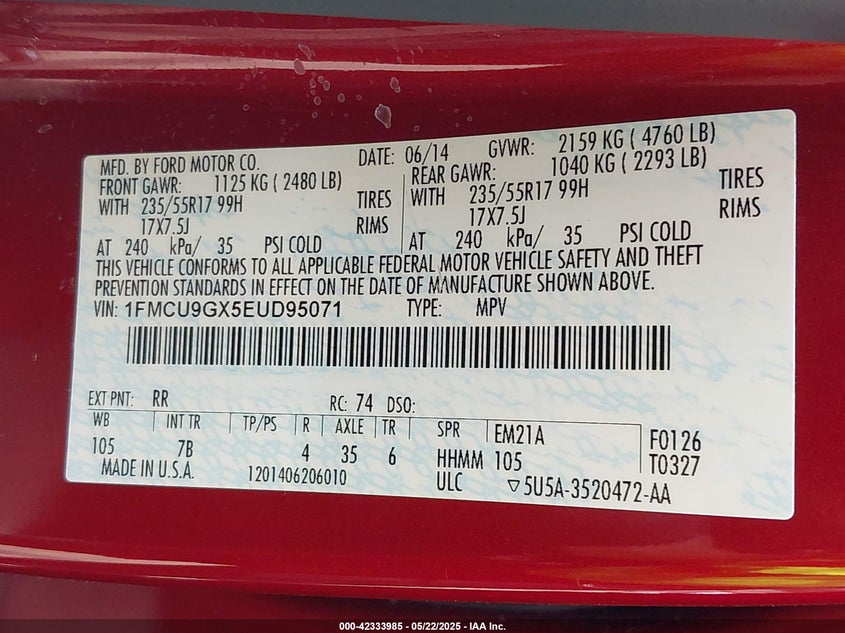 MFD. BY FORD MOTOR CO. DATE: 06/14 GVWR: 2159 KG ( 4760 LB)
FRONT GAWR: 1125 KG ( 2480 LB) REAR GAWR: 1040 KG ( 2293 LB)
WITH 235/55R17 99H TIRES WITH 235/55R17 99H TIRES
17X7.5J RIMS 17X7.5J RIMS
AT 240 kPa/ 35 PSI COLD AT 240 kPa/ 35 PSI COLD
THIS VEHICLE CONFORMS TO ALL APPLICABLE FEDERAL MOTOR VEHICLE SAFETY AND THEFT
PREVENTION STANDARDS IN EFFECT ON THE DATE OF MANUFACTURE SHOWN ABOVE.
VIN: 1FMCU9GX5EUD95071 TYPE: MPV
EXT PNT: RR RC: 74 DSO:
WB INT TR TP/PS R AXLE TR SPR EM21A F0126
105 7B 4 35 6 HHMM 105 T0327
MADE IN U.S.A. 1201406206010 ULC ▽5U5A-3520472-AA
000-42333985 - 05/22/2025 - IAA Inc.